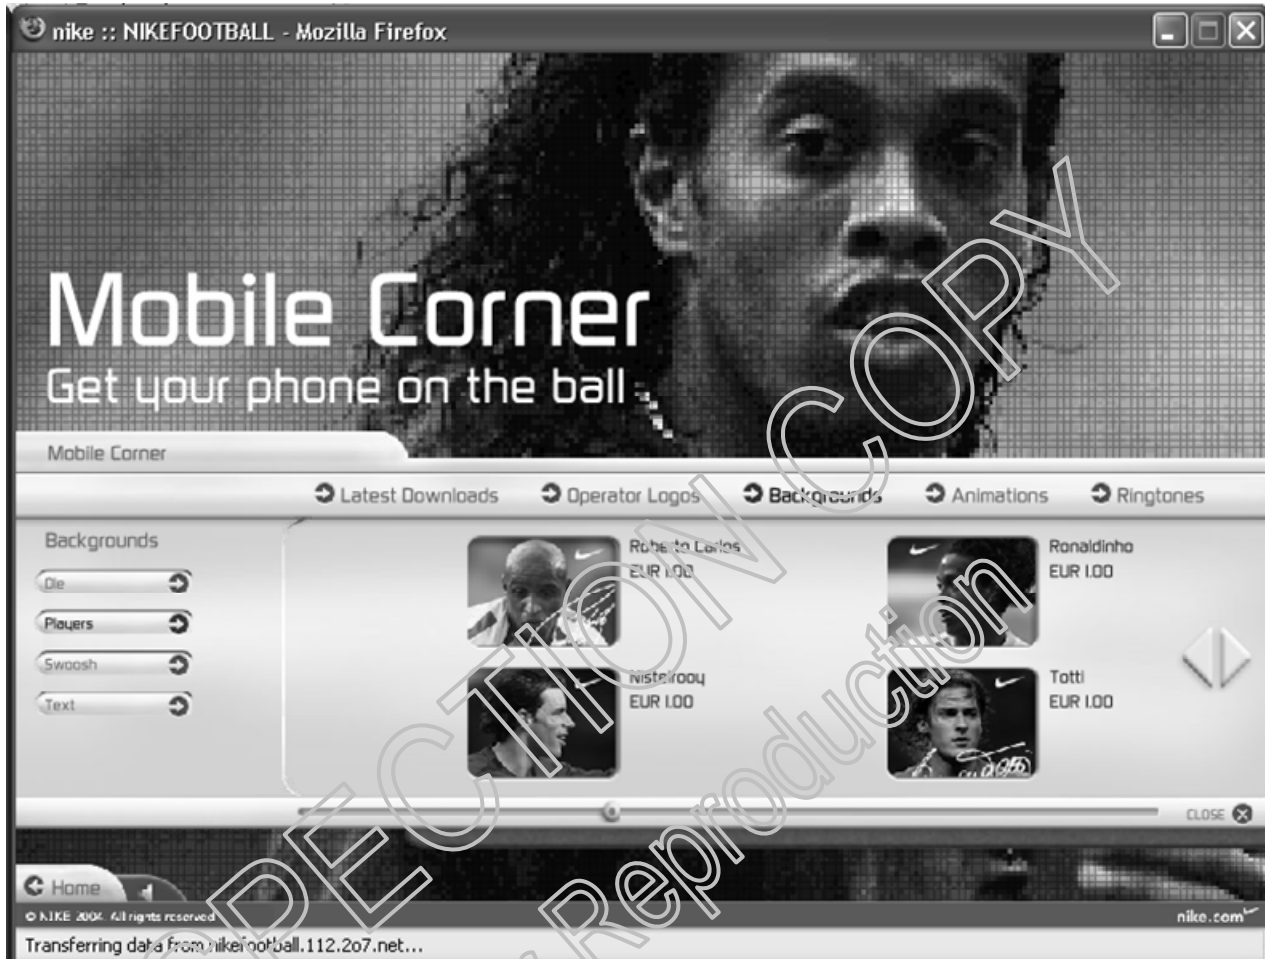 nike :: NIKEFOOTBALL - Mozilla Firefox
Mobile Corner
Get your phone on the ball
Mobile Corner
Latest Downloads
Operator Logos
Backgrounds
Animations
Ringtones
Backgrounds
Ole
Players
Swoosh
Text
Roberto Carlos
EUR 1.00
Ronaldinho
EUR 1.00
Nistelrooy
EUR 1.00
Totti
EUR 1.00
CLOSE
Home
© NIKE 2004. All rights reserved
nike.com
Transferring data from nikefootball.112.2o7.net...
PECTION COPY
Reproduction